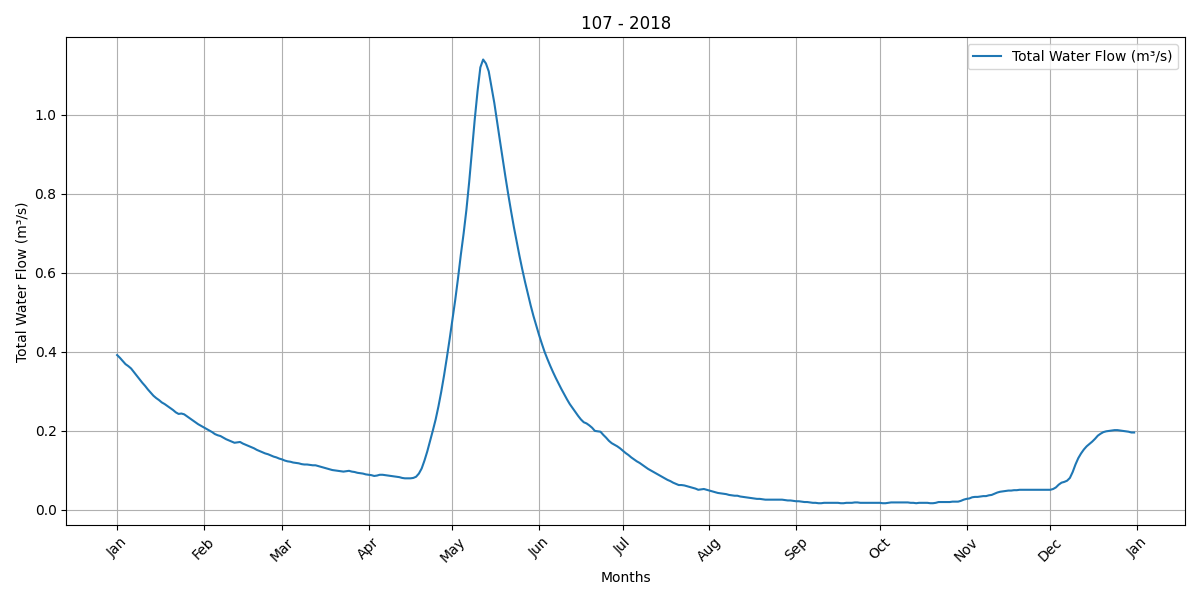 107 - 2018
Total Water Flow (m³/s)
Total Water Flow (m³/s)
1.0
0.8
0.6
0.4
0.2
0.0
Jan
Feb
Mar
Apr
May
Jun
Jul
Aug
Sep
Oct
Nov
Dec
Jan
Months